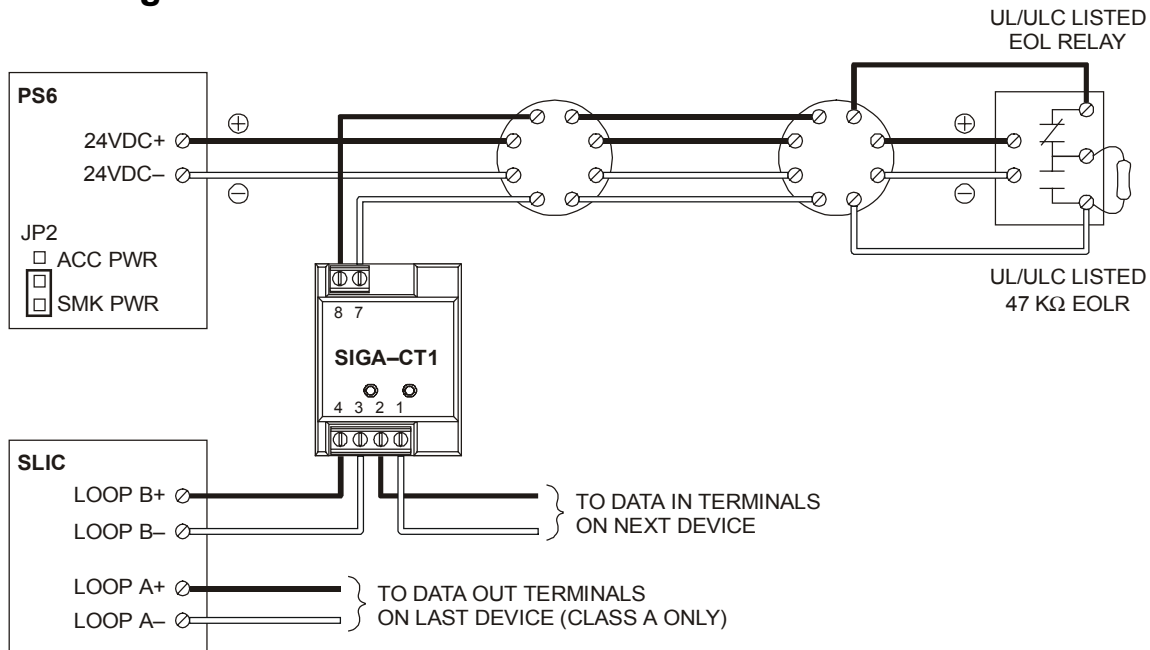 UL/ULC LISTED
EOL RELAY
PS6
24VDC+
24VDC–
JP2
ACC PWR
SMK PWR
UL/ULC LISTED
47 KΩ EOLR
8 7
SIGA–CT1
4 3 2 1
SLIC
LOOP B+
LOOP B–
TO DATA IN TERMINALS
ON NEXT DEVICE
LOOP A+
LOOP A–
TO DATA OUT TERMINALS
ON LAST DEVICE (CLASS A ONLY)